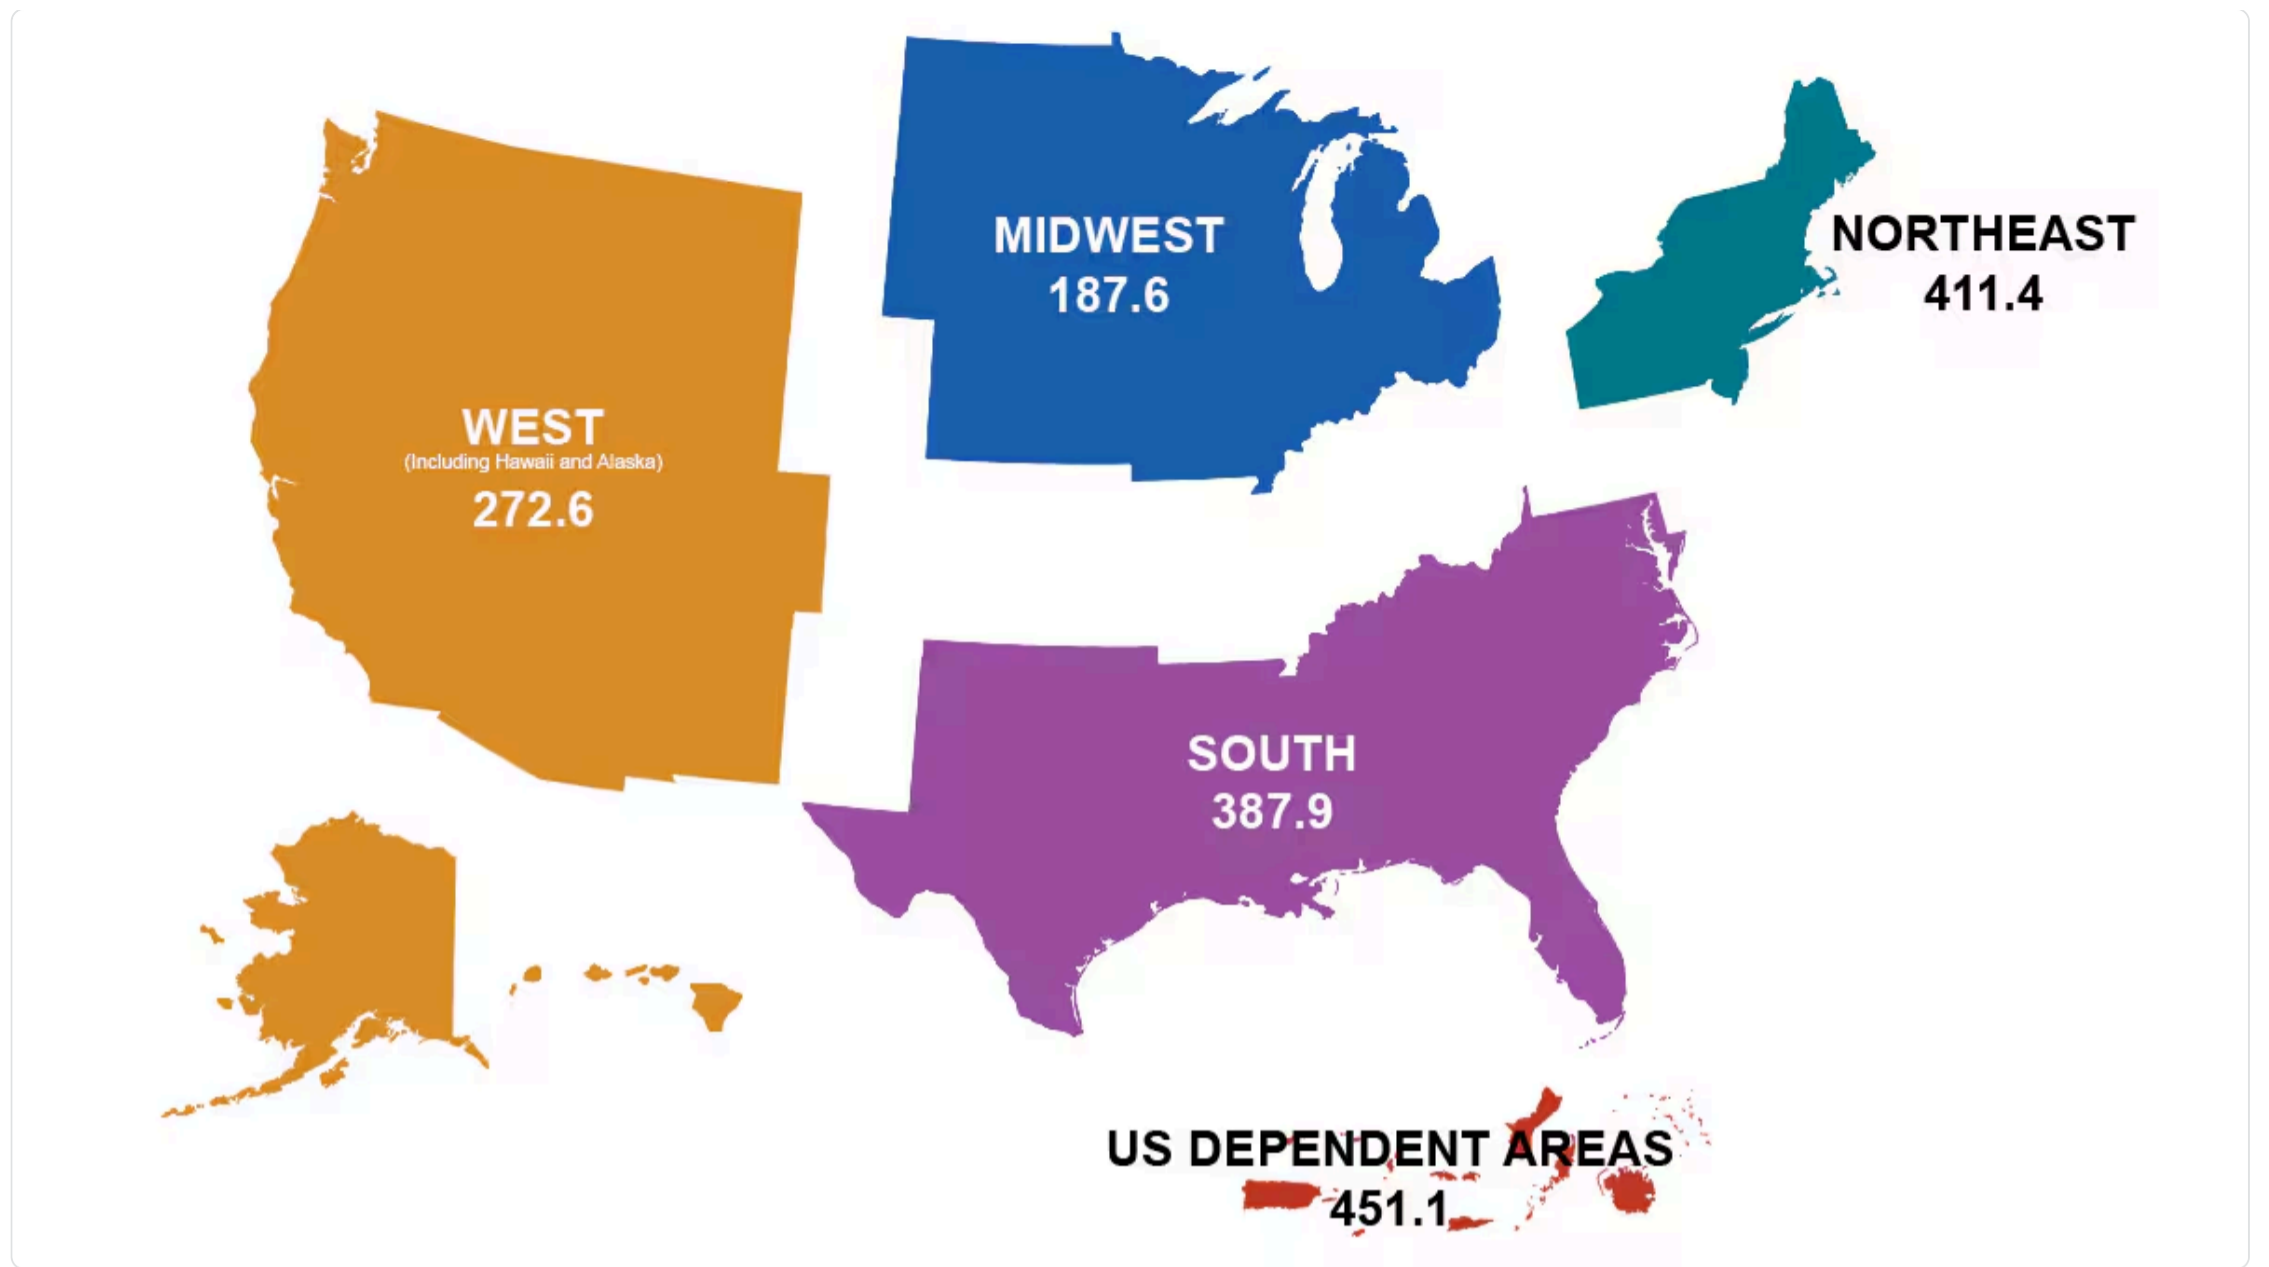 MIDWEST
187.6
NORTHEAST
411.4
WEST
(Including Hawaii and Alaska)
272.6
SOUTH
387.9
US DEPENDENT AREAS
451.1